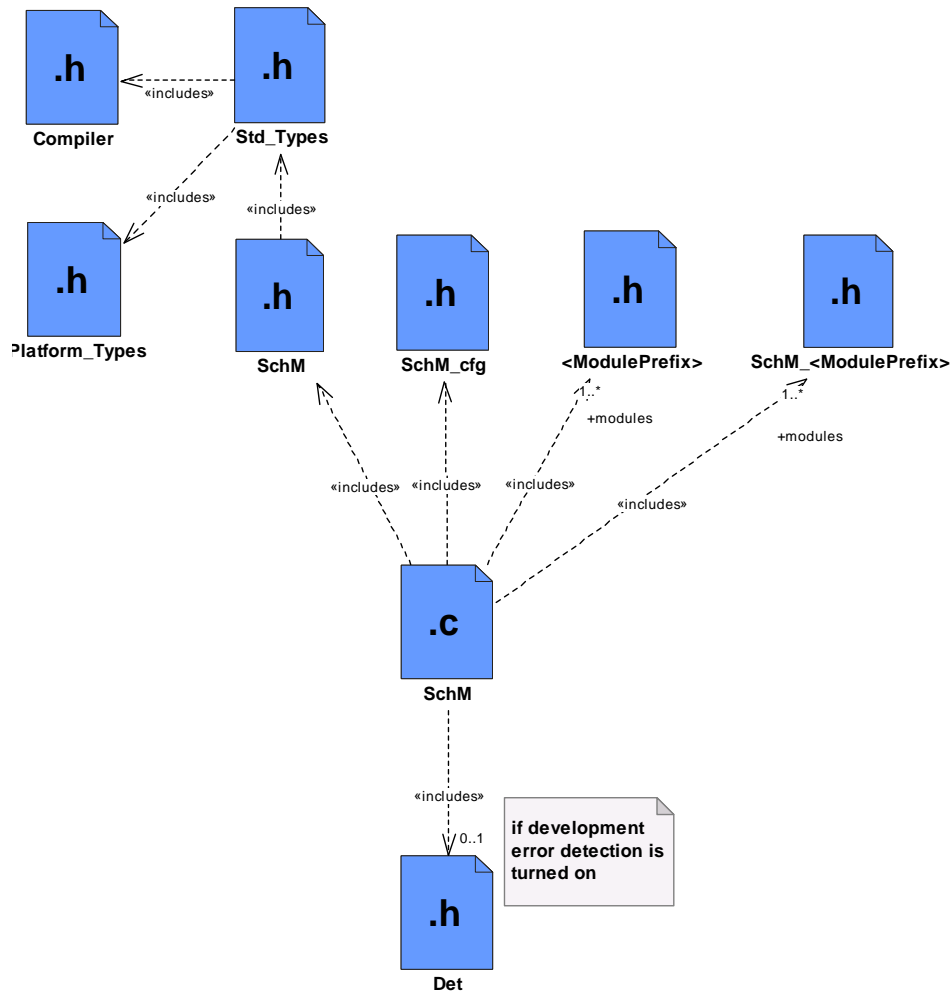 .h
.h
«includes»
Compiler
Std_Types
«includes»
«includes»
.h
.h
.h
.h
.h
Platform_Types
SchM
SchM_cfg
<ModulePrefix>
SchM_<ModulePrefix>
1..*
+modules
1..*
+modules
«includes»
«includes»
«includes»
«includes»
.c
SchM
«includes»
0..1
if development
error detection is
turned on
.h
Det